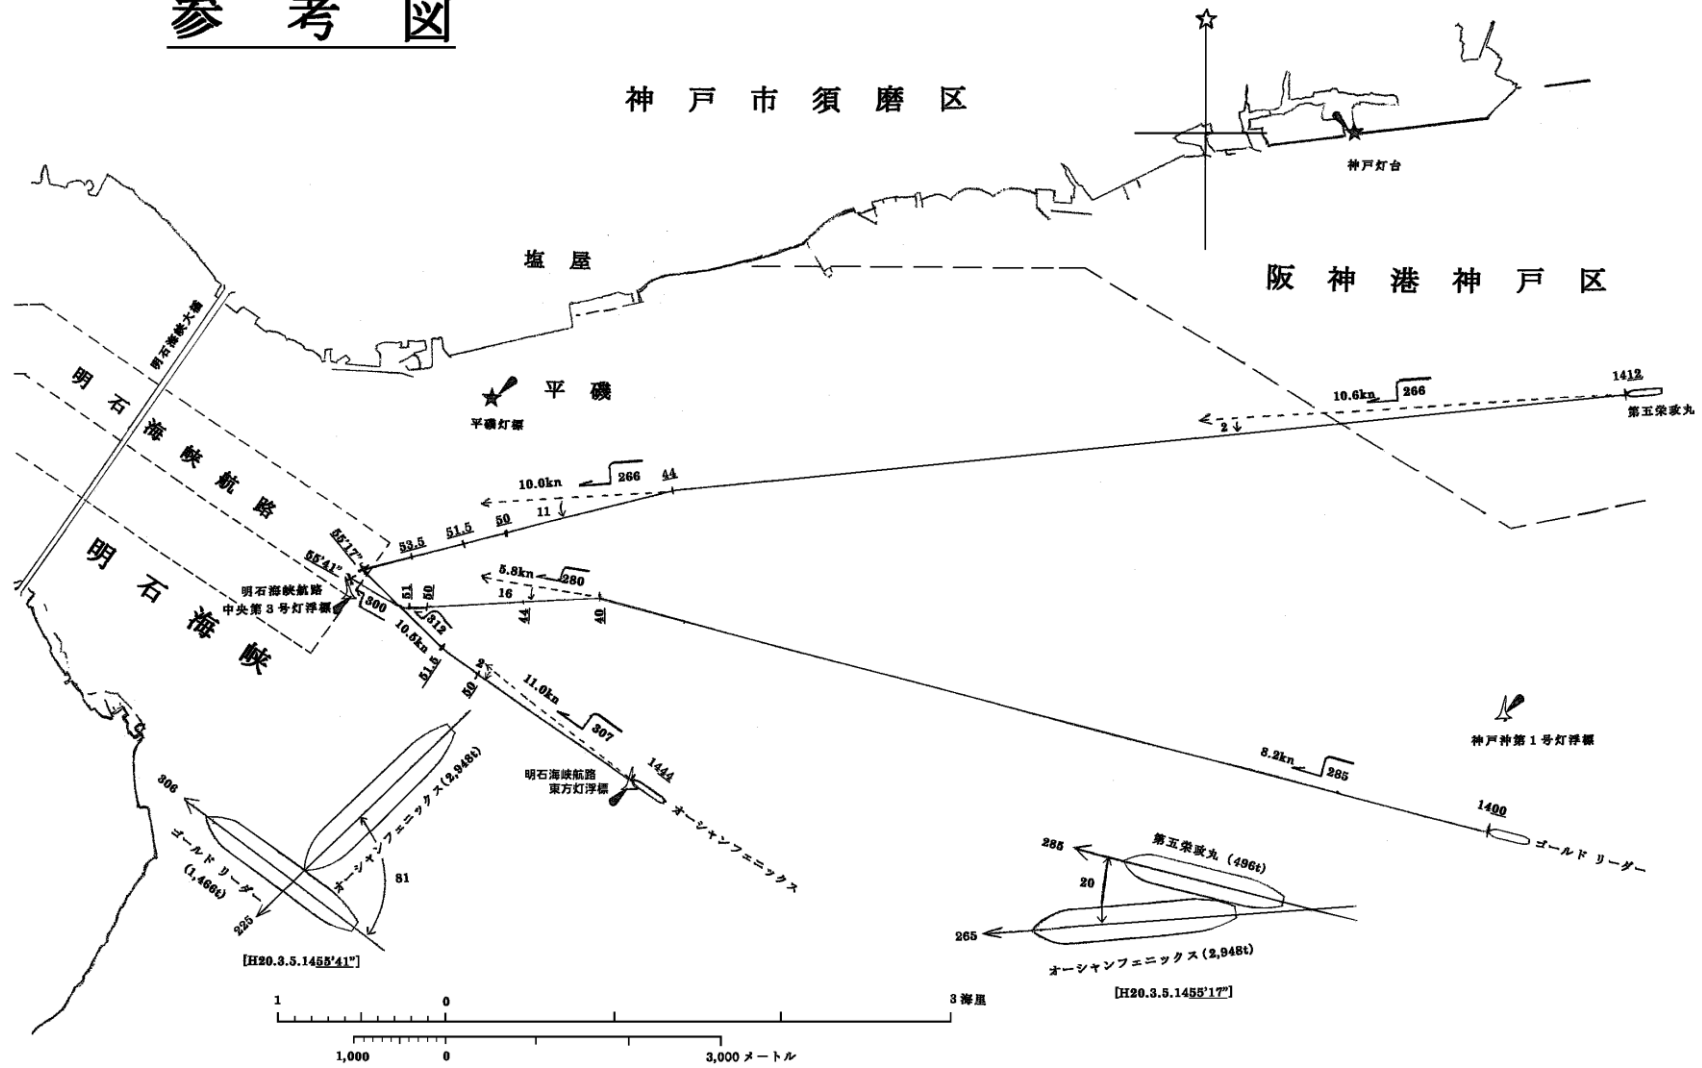 参考図
神戸市須磨区
神戸灯台
塩屋
阪神港神戸区
明石海峡大橋
明石海峡航路
平磯
平磯灯標
10.6kn
266
1412
第五栄政丸
2
10.0kn
266
44
11
50
51.5
53.5
55'17"
55'41"
5.8kn
280
16
51
50
44
40
明石海峡航路
中央第3号灯浮標
300
312
10.5kn
51.5
50
2
11.0kn
307
明石海峡
明石海峡航路
東方灯浮標
1444
オーシャンフェニックス
神戸沖第1号灯浮標
8.2kn
285
1400
ゴールド リーダー
306
ゴールド リーダー
(1,466t)
オーシャンフェニックス(2,948t)
81
225
[H20.3.5.1455'41"]
285
第五栄政丸 (496t)
20
265
オーシャンフェニックス(2,948t)
[H20.3.5.1455'17"]
1 0 3海里
1,000 0 3,000メートル